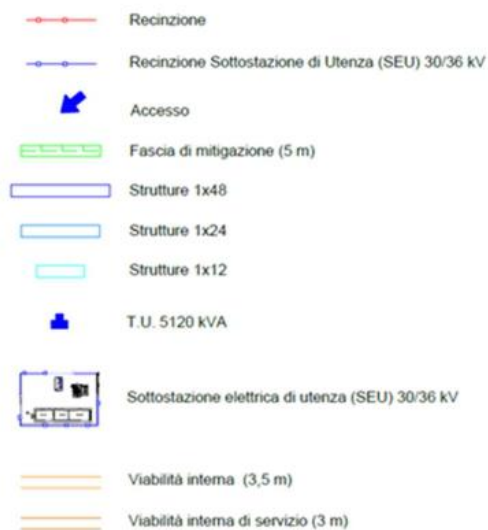 Recinzione
Recinzione Sottostazione di Utenza (SEU) 30/36 kV
Accesso
Fascia di mitigazione (5 m)
Strutture 1x48
Strutture 1x24
Strutture 1x12
T.U. 5120 kVA
Sottostazione elettrica di utenza (SEU) 30/36 kV
Viabilità interna (3,5 m)
Viabilità interna di servizio (3 m)